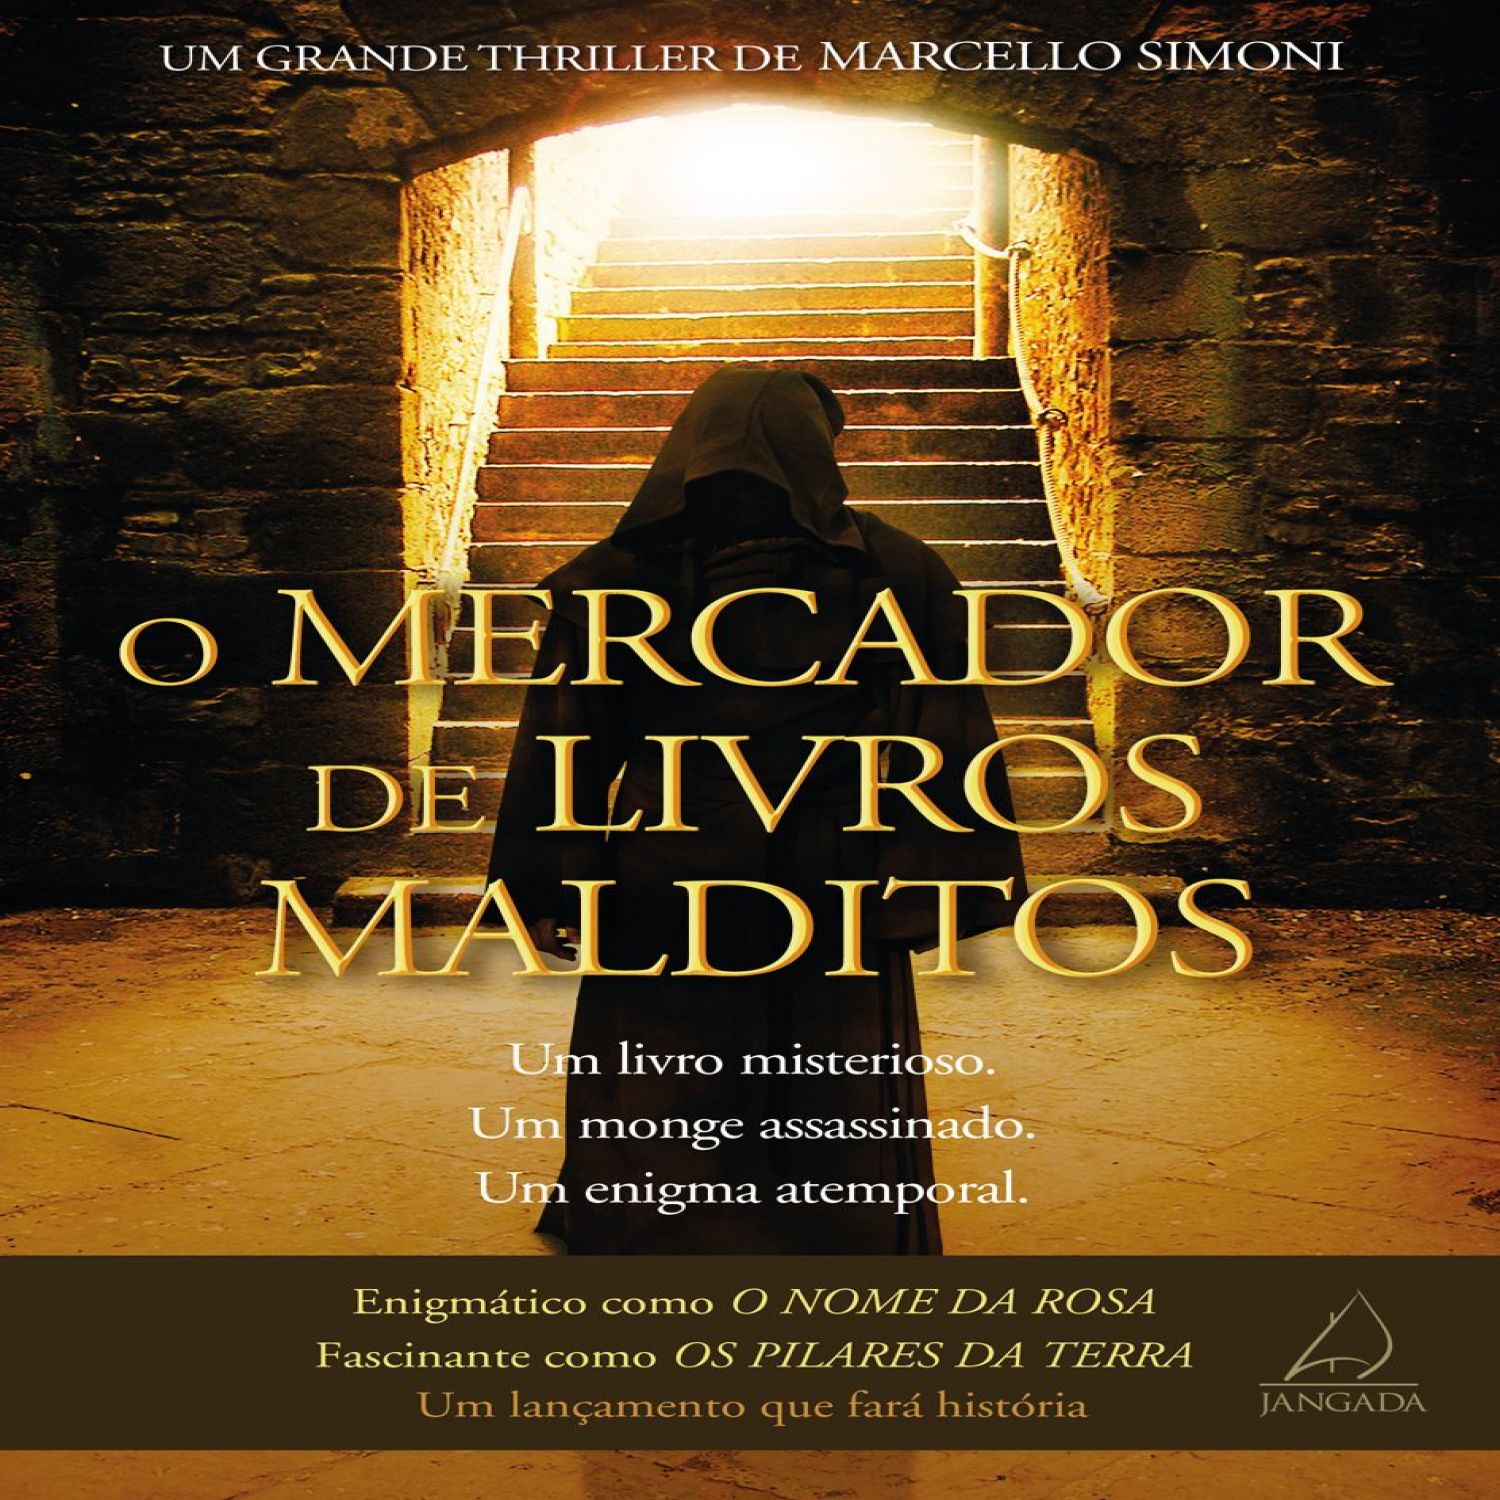 UM GRANDE THRILLER DE MARCELLO SIMONI
O MERCADOR
DE LIVROS
MALDITOS
Um livro misterioso.
Um monge assassinado.
Um enigma atemporal.
Enigmático como O NOME DA ROSA
Fascinante como OS PILARES DA TERRA
Um lançamento que fará história
JANGADA